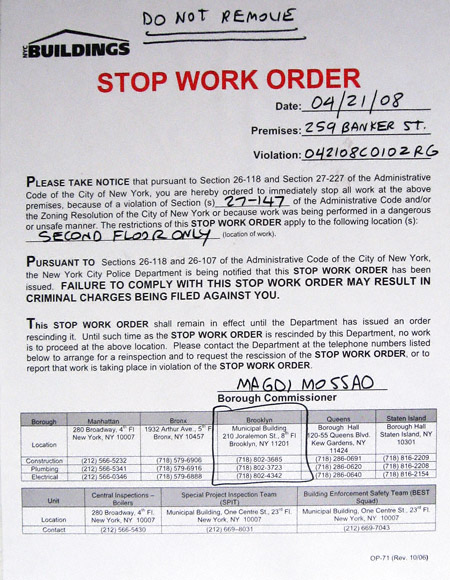 DO NOT REMOVE
NYC BUILDINGS
STOP WORK ORDER
Date: 04/21/08
Premises: 259 BANKER ST.
Violation: 042108C0102RG
PLEASE TAKE NOTICE that pursuant to Section 26-118 and Section 27-227 of the Administrative
Code of the City of New York, you are hereby ordered to immediately stop all work at the above
premises, because of a violation of Section (s) 27-147 of the Administrative Code and/or
the Zoning Resolution of the City of New York or because work was being performed in a dangerous
or unsafe manner. The restrictions of this STOP WORK ORDER apply to the following location (s):
SECOND FLOOR ONLY (location of work).
PURSUANT TO Sections 26-118 and 26-107 of the Administrative Code of the City of New York,
the New York City Police Department is being notified that this STOP WORK ORDER has been
issued. FAILURE TO COMPLY WITH THIS STOP WORK ORDER MAY RESULT IN
CRIMINAL CHARGES BEING FILED AGAINST YOU.
This STOP WORK ORDER shall remain in effect until the Department has issued an order
rescinding it. Until such time as the STOP WORK ORDER is rescinded by this Department, no work
is to proceed at the above location. Please contact the Department at the telephone numbers listed
below to arrange for a reinspection and to request the rescission of the STOP WORK ORDER, or to
report that work is taking place in violation of the STOP WORK ORDER.
MAGDI MOSSAD
Borough Commissioner
Borough Manhattan Bronx Brooklyn Queens Staten Island
Location 280 Broadway, 4th Fl New York, NY 10007 1932 Arthur Ave., 5th F Bronx, NY 10457 Municipal Building 210 Joralemon St., 8th Fl Brooklyn, NY 11201 Borough Hall 120-55 Queens Blvd. Kew Gardens, NY 11424 Borough Hall Staten Island, NY 10301
Construction (212) 566-5232 (718) 579-6906 (718) 802-3685 (718) 286-0691 (718) 816-2209
Plumbing (212) 566-5341 (718) 579-6916 (718) 802-3723 (718) 286-0620 (718) 816-2208
Electrical (212) 566-0346 (718) 579-6888 (718) 802-4342 (718) 286-0640 (718) 816-2154
Unit Central Inspections – Boilers Special Project Inspection Team (SPIT) Building Enforcement Safety Team (BEST Squad)
Location 280 Broadway, 4th Fl. New York, NY 10007 Municipal Building, One Centre St., 23rd Fl. New York, NY 10007 Municipal Building, One Centre St., 23rd Fl. New York, NY 10007
Contact (212) 566-5430 (212) 669–8031 (212) 669-7043
OP-71 (Rev. 10/06)